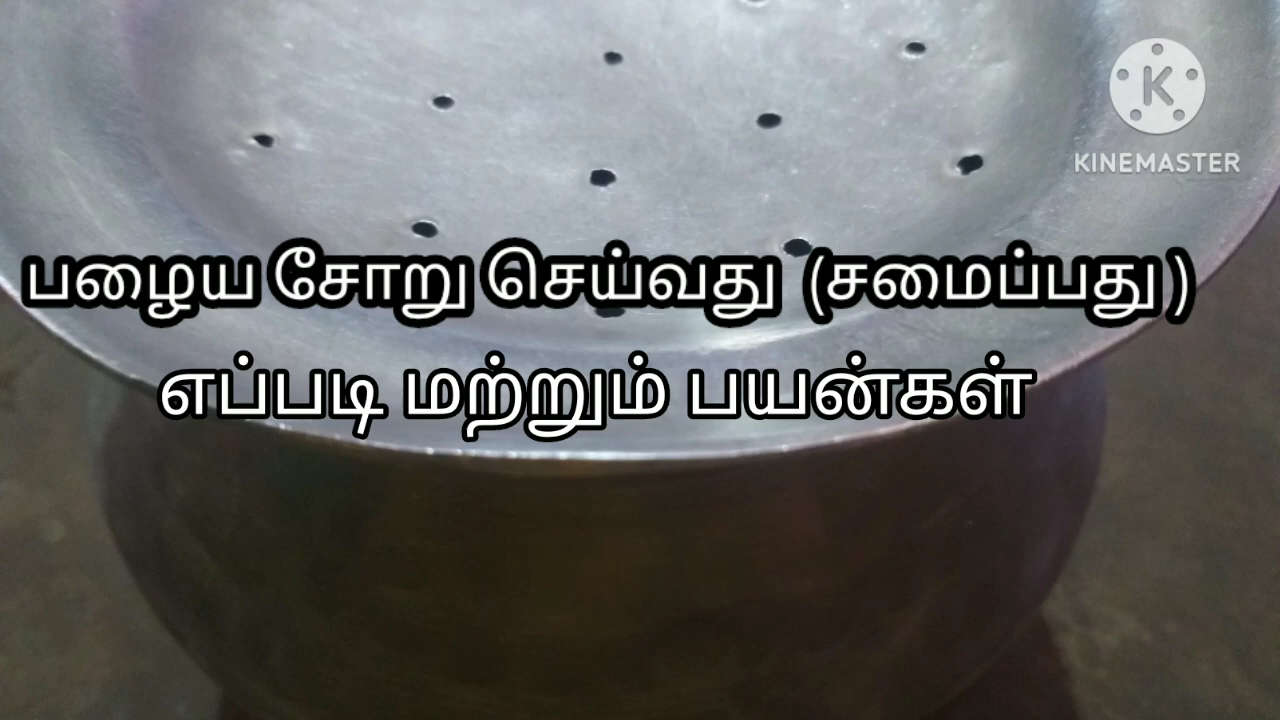 K
KINEMASTER
பழைய சோறு செய்வது (சமைப்பது)
எப்படி மற்றும் பயன்கள்